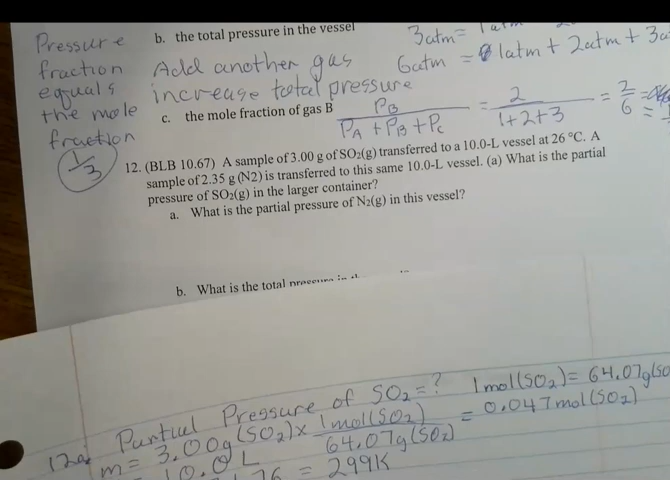 b. the total pressure in the vessel
3atm = 1atm
6atm = 1atm + 2atm + 3a
Pressure
fraction
equals
the mole
fraction
1/3
Add another gas
increase total pressure
c. the mole fraction of gas B
P_B / P_A + P_B + P_C = 2 / 1+2+3 = 2/6 =
12. (BLB 10.67) A sample of 3.00 g of SO₂(g) transferred to a 10.0-L vessel at 26 °C. A
sample of 2.35 g (N2) is transferred to this same 10.0-L vessel. (a) What is the partial
pressure of SO₂(g) in the larger container?
a. What is the partial pressure of N₂(g) in this vessel?
b. What is the total pressure in
12a. Partial Pressure of SO₂ = ? 1mol(SO₂) = 64.07g(SO
m = 3.00g(SO₂) x 1mol(SO₂) / 64.07g(SO₂) = 0.047mol(SO₂)
10.0L
= 299K